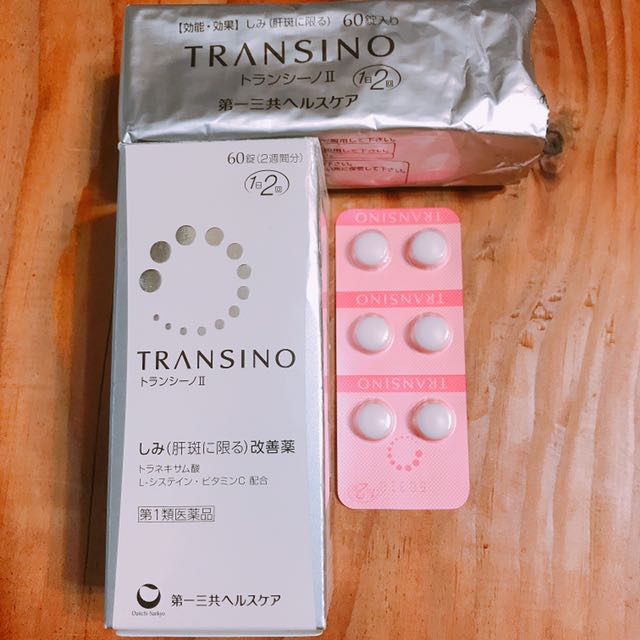 【効能・効果】しみ(肝斑に限る) 60錠入り
TRANSINO
トランシーノⅡ 1日2回
第一三共ヘルスケア
60錠(2週間分)
1日2回
TRANSINO
トランシーノⅡ
しみ(肝斑に限る)改善薬
トラネキサム酸
L-システイン・ビタミンC 配合
第1類医薬品
Daiichi-Sankyo
第一三共ヘルスケア
TRANSINO
TRANSINO
TRANSINO